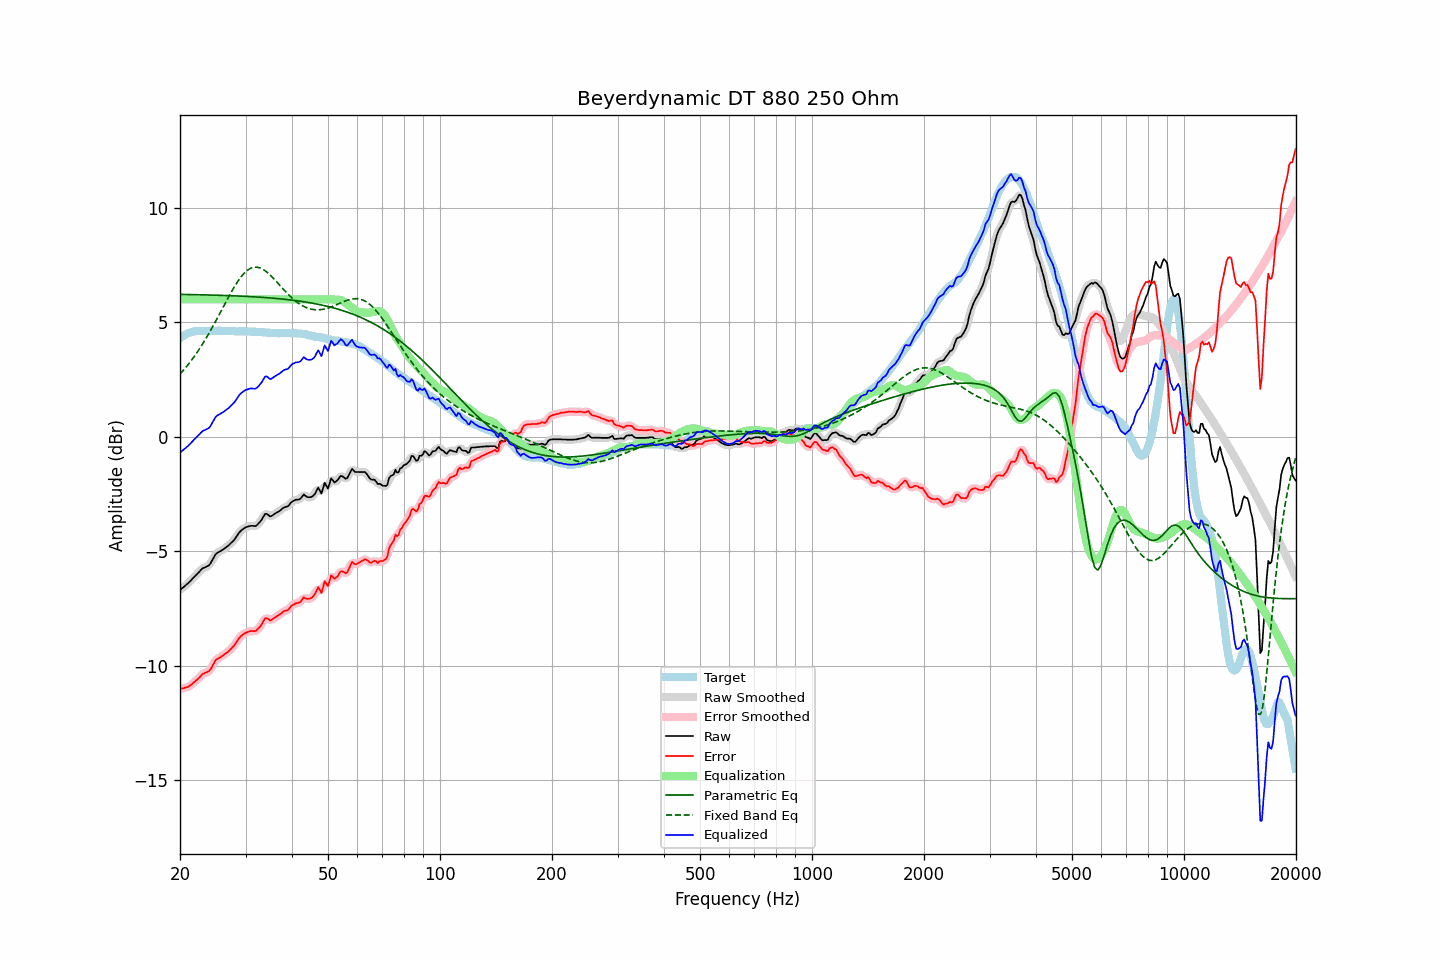 Beyerdynamic DT 880 250 Ohm
Amplitude (dBr)
10
5
0
−5
−10
−15
Target
Raw Smoothed
Error Smoothed
Raw
Error
Equalization
Parametric Eq
Fixed Band Eq
Equalized
20 50 100 200 500 1000 2000 5000 10000 20000
Frequency (Hz)